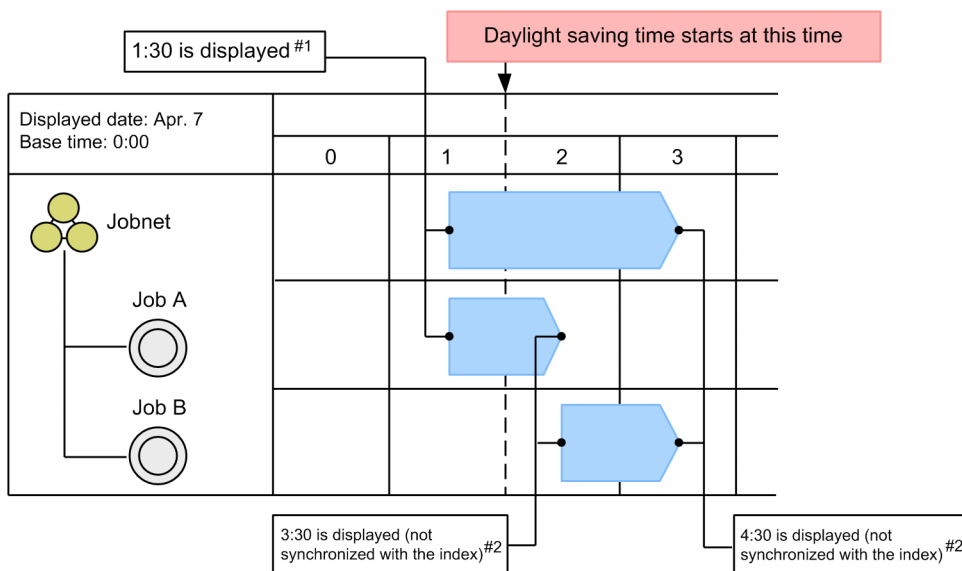 1:30 is displayed #1
Daylight saving time starts at this time
Displayed date: Apr. 7
Base time: 0:00
0 1 2 3
Jobnet
Job A
Job B
3:30 is displayed (not
synchronized with the index)#2
4:30 is displayed (not
synchronized with the index)#2